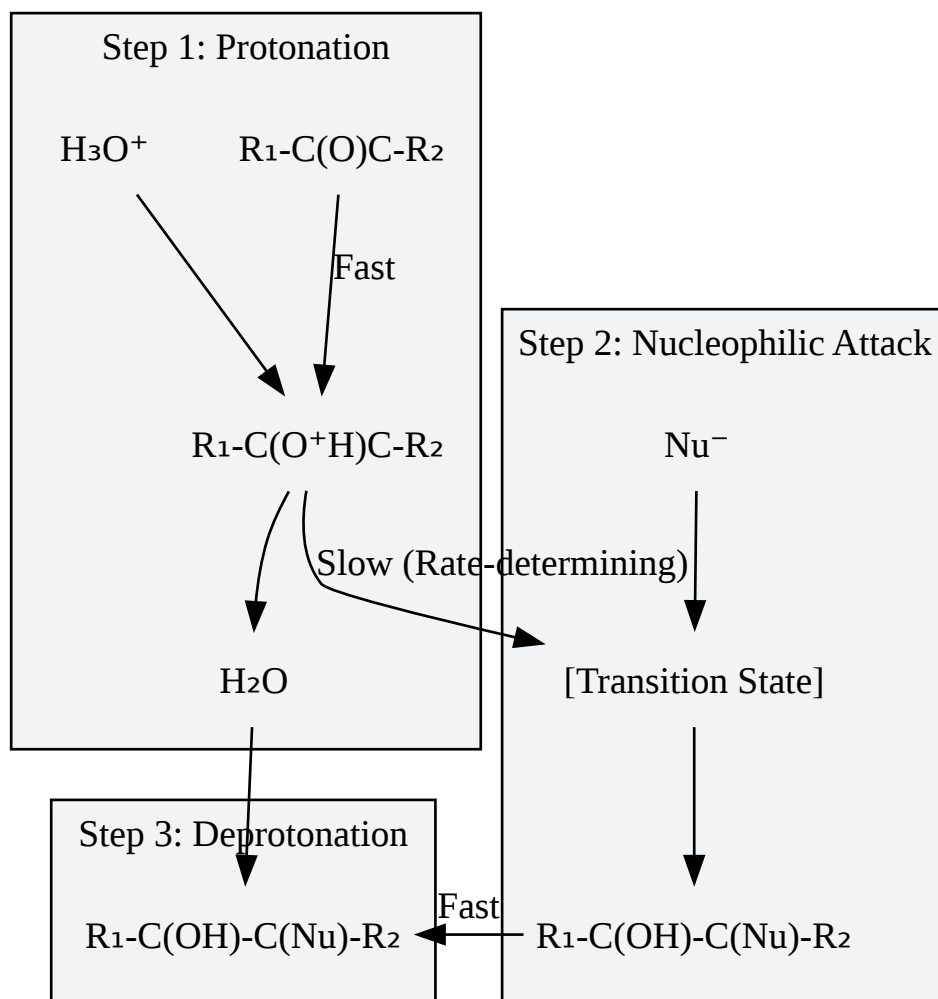 Step 1: Protonation
H₃O⁺
R₁-C(O)C-R₂
Fast
R₁-C(O⁺H)C-R₂
H₂O
Step 2: Nucleophilic Attack
Nu⁻
Slow (Rate-determining)
[Transition State]
R₁-C(OH)-C(Nu)-R₂
Fast
Step 3: Deprotonation
R₁-C(OH)-C(Nu)-R₂